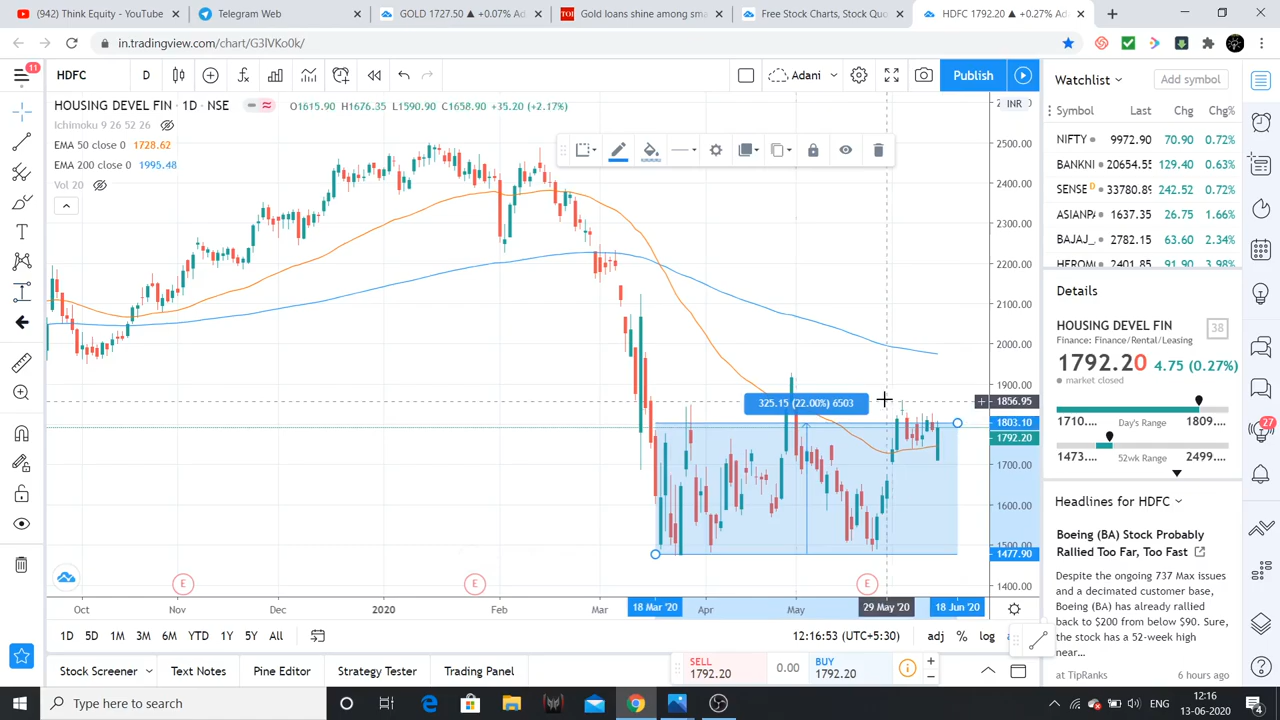 (942) Think Equity - YouTube
Telegram Web
GOLD 1727.50 ▲ +0.07% Ad
TOI
Gold loans shine among sm
Free Stock Charts, Stock Quo
HDFC 1792.20 ▲ +0.27% Ad
in.tradingview.com/chart/G3lVKo0k/
11
HDFC
D
Adani
Publish
HOUSING DEVEL FIN · 1D · NSE
O1615.90 H1676.35 L1590.90 C1658.90 +35.20 (+2.17%)
Ichimoku 9 26 52 26
EMA 50 close 0 1728.62
EMA 200 close 0 1995.48
Vol 20
INR
2500.00
2400.00
2300.00
2200.00
2100.00
2000.00
1900.00
1856.95
1803.10
1792.20
1700.00
1600.00
1500.00
1477.90
1400.00
325.15 (22.00%) 6503
E
E
E
Oct
Nov
Dec
2020
Feb
Mar
18 Mar '20
Apr
May
29 May '20
18 Jun '20
1D
5D
1M
3M
6M
YTD
1Y
5Y
All
12:16:53 (UTC+5:30)
adj
%
log
Stock Screener
Text Notes
Pine Editor
Strategy Tester
Trading Panel
SELL
1792.20
0.00
BUY
1792.20
Watchlist
Add symbol
Symbol Last Chg Chg%
NIFTY 9972.90 70.90 0.72%
BANKNI 20654.55 129.40 0.63%
SENSE D 33780.89 242.52 0.72%
ASIANPA 1637.35 26.75 1.66%
BAJAJ_ 2782.15 63.60 2.34%
HEROMO 2401.85 91.90 3.98%
Details
HOUSING DEVEL FIN
38
Finance: Finance/Rental/Leasing
1792.20 4.75 (0.27%)
market closed
1710.... Day's Range 1809....
1473.... 52wk Range 2499....
Headlines for HDFC
Boeing (BA) Stock Probably
Rallied Too Far, Too Fast
Despite the ongoing 737 Max issues
and a decimated customer base,
Boeing (BA) has already rallied
back to $200 from below $90. Sure,
the stock has a 52-week high
near...
at TipRanks
6 hours ago
27
Type here to search
ENG
12:16
13-06-2020
4